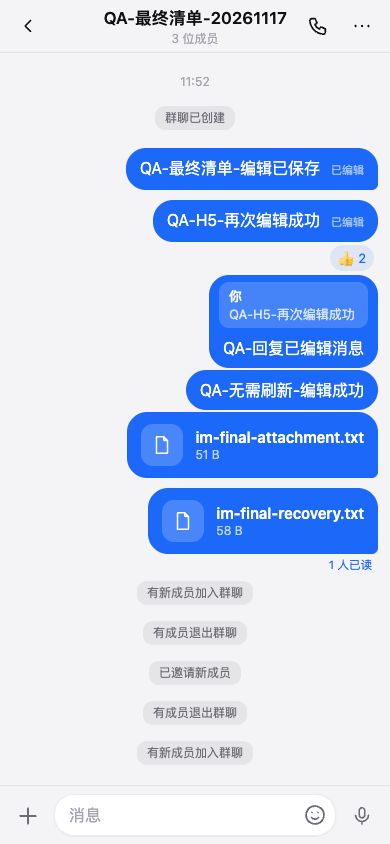 QA-最终清单-20261117
3 位成员
11:52
群聊已创建
QA-最终清单-编辑已保存 已编辑
QA-H5-再次编辑成功 已编辑
👍 2
你
QA-H5-再次编辑成功
QA-回复已编辑消息
QA-无需刷新-编辑成功
im-final-attachment.txt
51 B
im-final-recovery.txt
58 B
1 人已读
有新成员加入群聊
有成员退出群聊
已邀请新成员
有成员退出群聊
有新成员加入群聊
消息